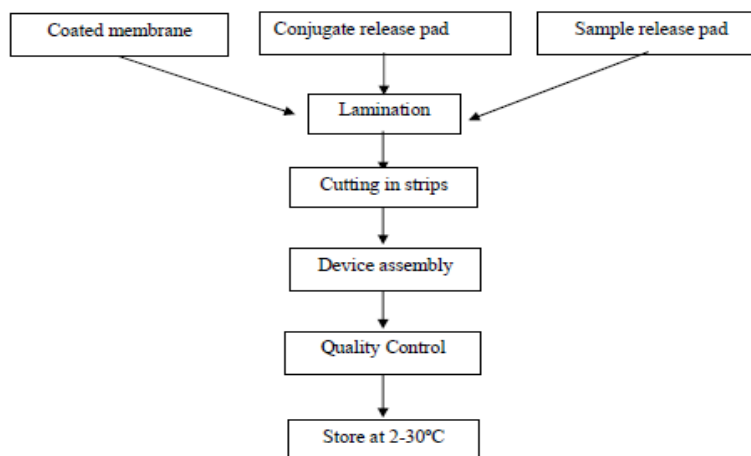 Coated membrane
Conjugate release pad
Sample release pad
Lamination
Cutting in strips
Device assembly
Quality Control
Store at 2-30ºC